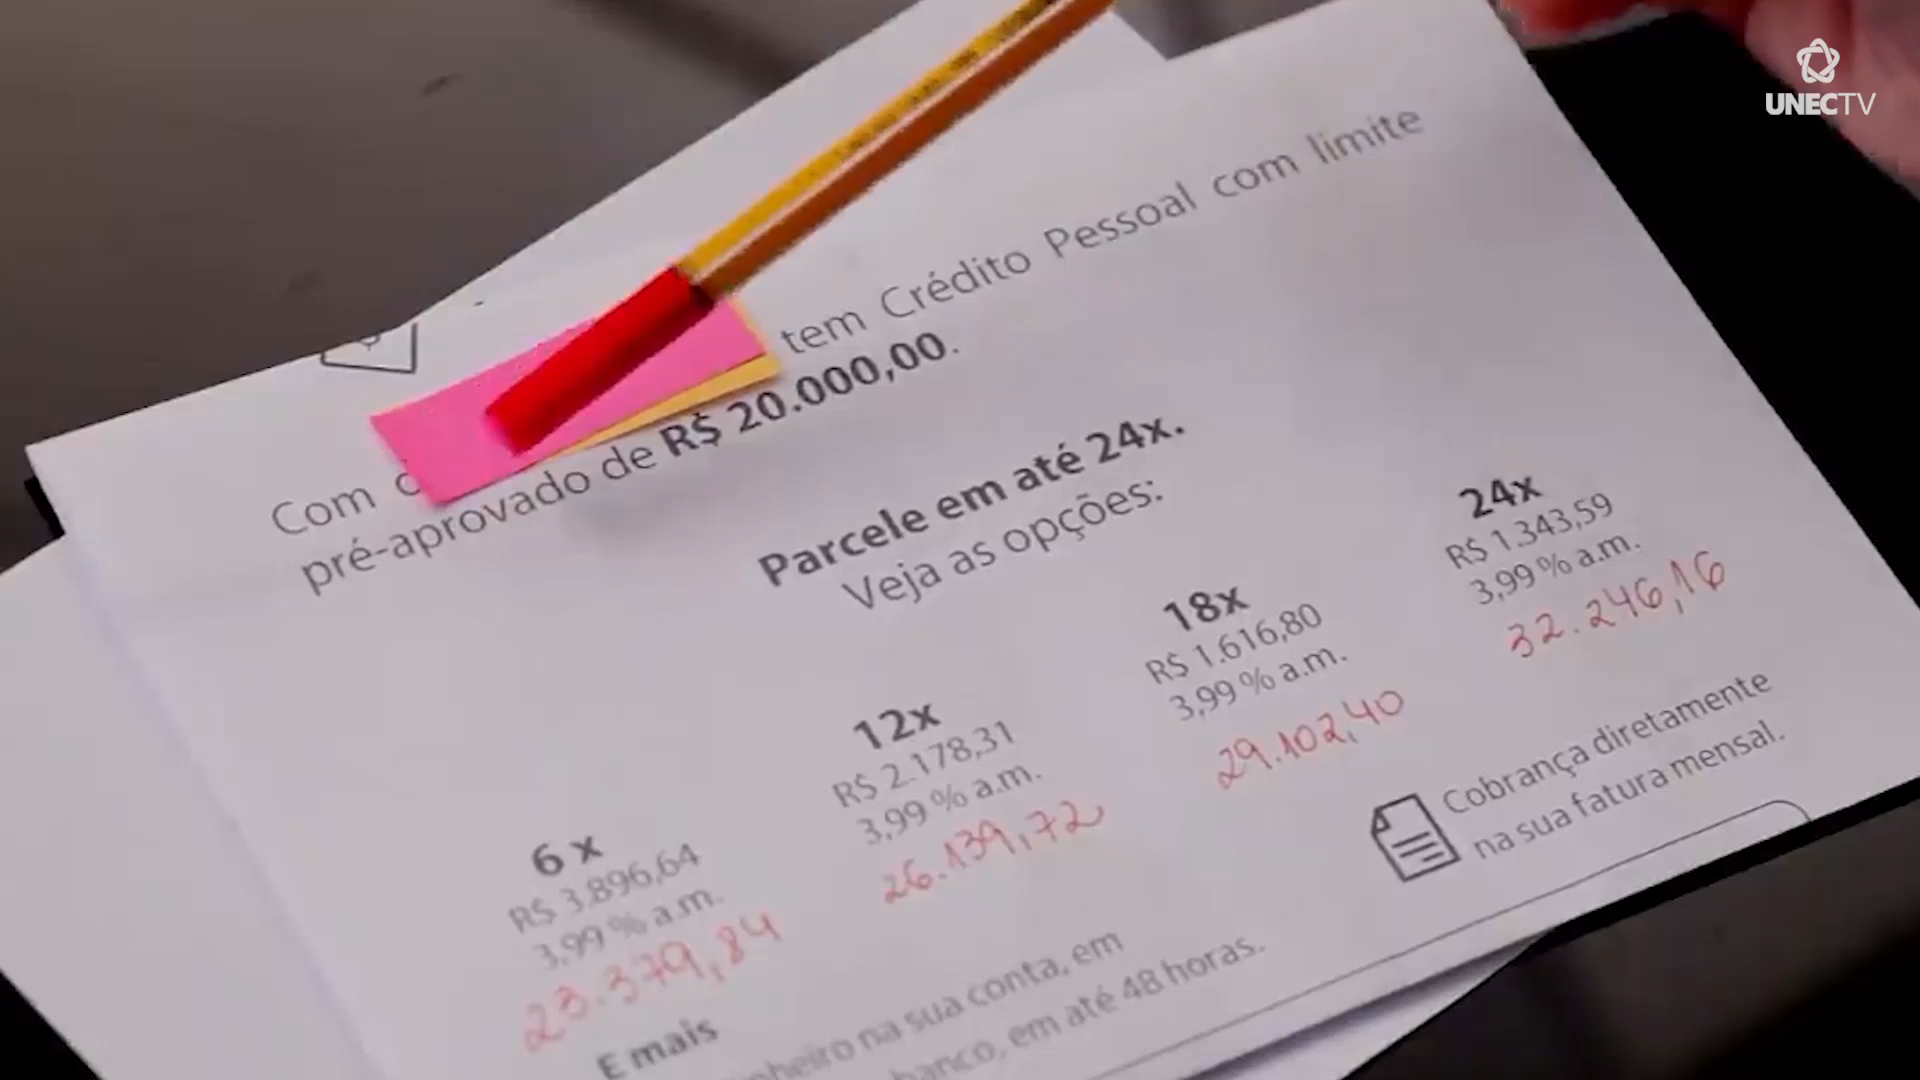 UNECTV
Com tem Crédito Pessoal com limite
pré-aprovado de R$ 20.000,00.
Parcele em até 24x.
Veja as opções:
6 x
R$ 3.896,64
3,99 % a.m.
23.379,84
12x
R$ 2.178,31
3,99 % a.m.
26.139,72
18x
R$ 1.616,80
3,99 % a.m.
29.102,40
24x
R$ 1.343,59
3,99 % a.m.
32.246,16
Cobrança diretamente
na sua fatura mensal.
E mais
na sua conta, em
banco, em até 48 horas.